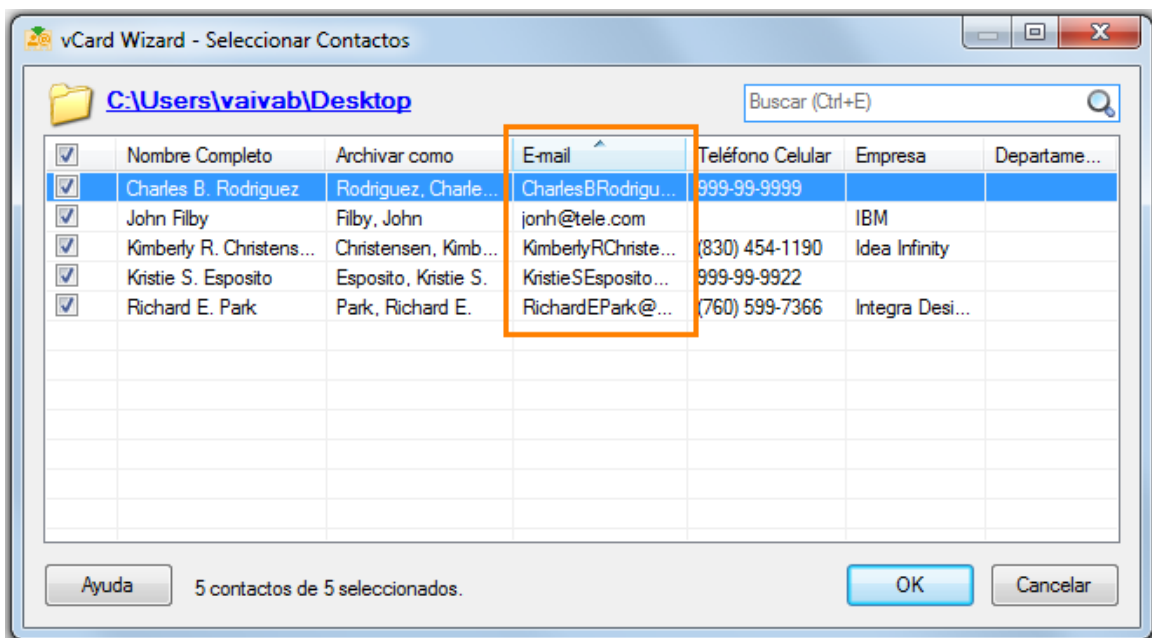 vCard Wizard - Seleccionar Contactos
C:\Users\vaivab\Desktop
Buscar (Ctrl+E)
Nombre Completo Archivar como E-mail Teléfono Celular Empresa Departame...
Charles B. Rodriguez Rodriguez, Charle... CharlesBRodrigu... 999-99-9999
John Filby Filby, John jonh@tele.com IBM
Kimberly R. Christens... Christensen, Kimb... KimberlyRChriste... (830) 454-1190 Idea Infinity
Kristie S. Esposito Esposito, Kristie S. KristieSEsposito... 999-99-9922
Richard E. Park Park, Richard E. RichardEPark@... (760) 599-7366 Integra Desi...
Ayuda 5 contactos de 5 seleccionados. OK Cancelar